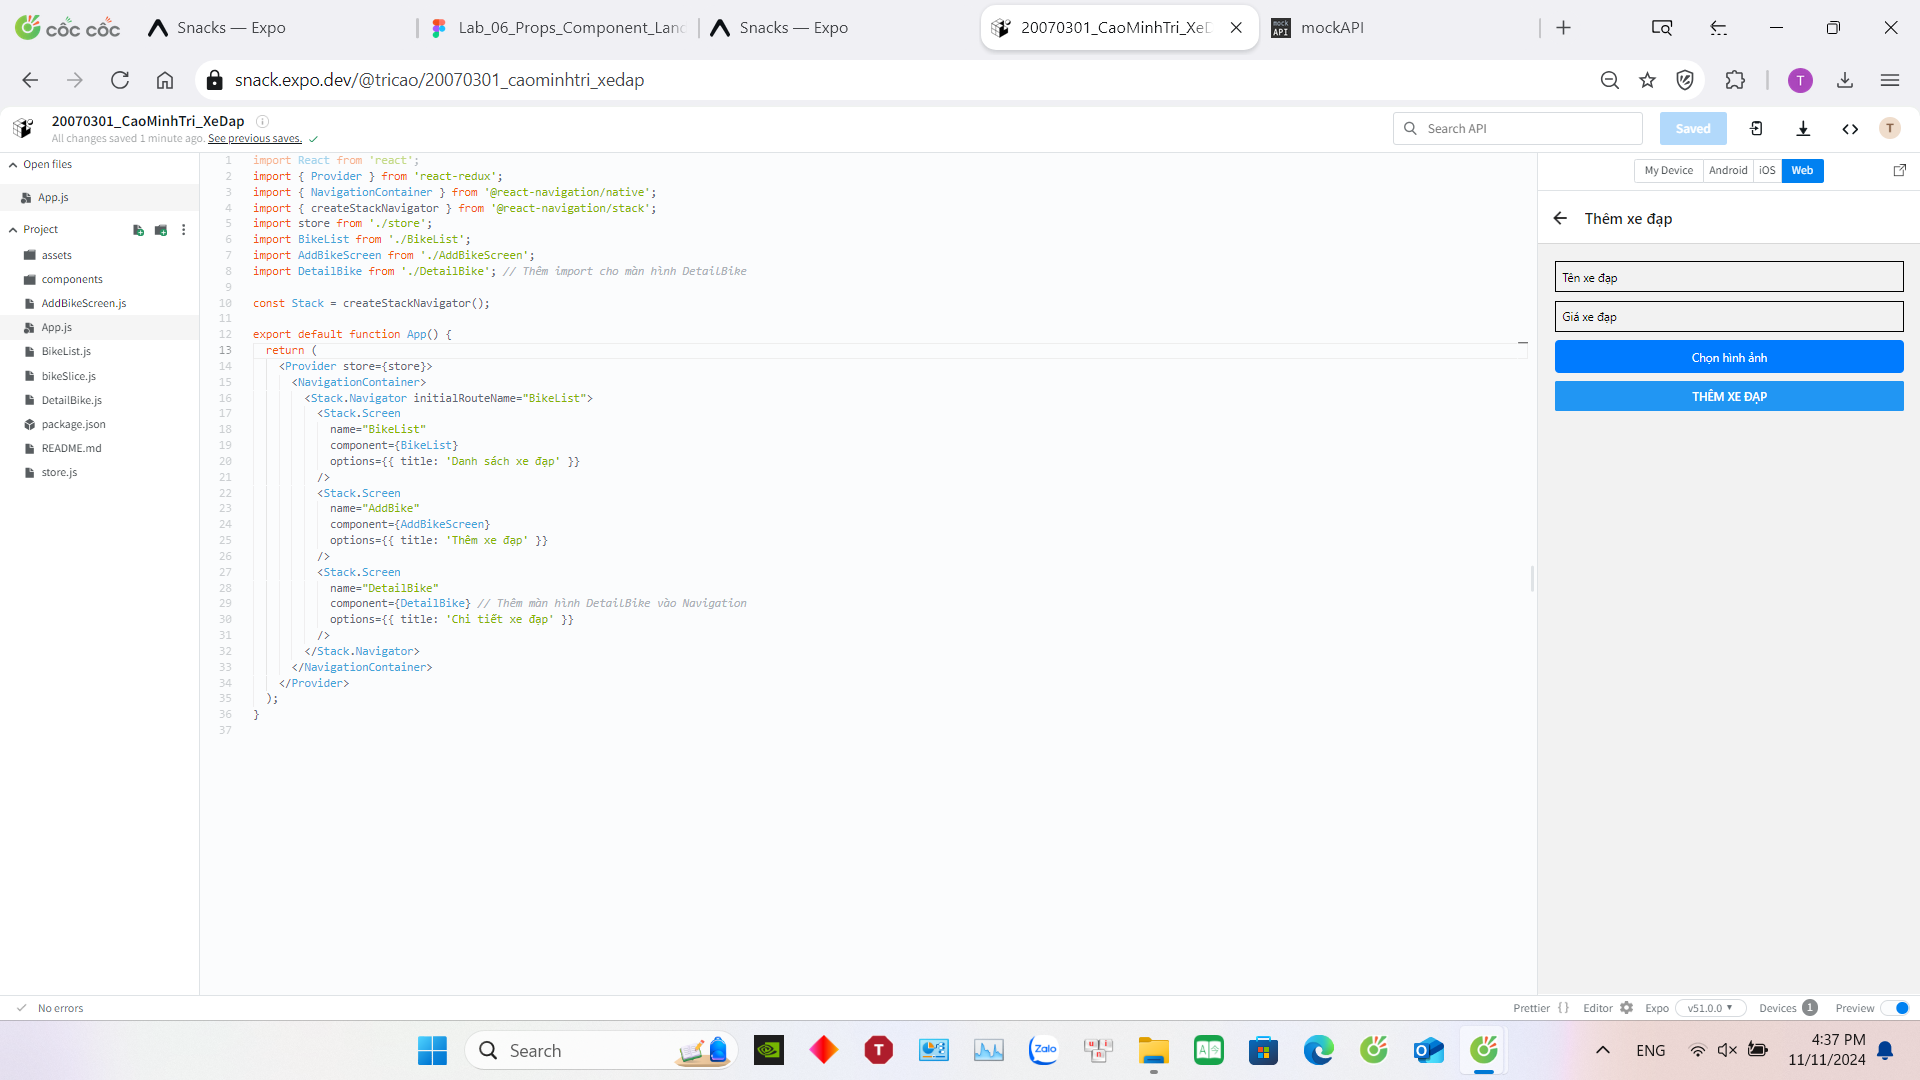 cốc cốc
Snacks — Expo
Lab_06_Props_Component_Lanc
Snacks — Expo
20070301_CaoMinhTri_XeD
mockAPI
snack.expo.dev/@tricao/20070301_caominhtri_xedap
T
20070301_CaoMinhTri_XeDap
All changes saved 1 minute ago. See previous saves.
Search API
Saved
T
Open files
App.js
Project
assets
components
AddBikeScreen.js
App.js
BikeList.js
bikeSlice.js
DetailBike.js
package.json
README.md
store.js
1 import React from 'react';
2 import { Provider } from 'react-redux';
3 import { NavigationContainer } from '@react-navigation/native';
4 import { createStackNavigator } from '@react-navigation/stack';
5 import store from './store';
6 import BikeList from './BikeList';
7 import AddBikeScreen from './AddBikeScreen';
8 import DetailBike from './DetailBike'; // Thêm import cho màn hình DetailBike
9
10 const Stack = createStackNavigator();
11
12 export default function App() {
13 return (
14 <Provider store={store}>
15 <NavigationContainer>
16 <Stack.Navigator initialRouteName="BikeList">
17 <Stack.Screen
18 name="BikeList"
19 component={BikeList}
20 options={{ title: 'Danh sách xe đạp' }}
21 />
22 <Stack.Screen
23 name="AddBike"
24 component={AddBikeScreen}
25 options={{ title: 'Thêm xe đạp' }}
26 />
27 <Stack.Screen
28 name="DetailBike"
29 component={DetailBike} // Thêm màn hình DetailBike vào Navigation
30 options={{ title: 'Chi tiết xe đạp' }}
31 />
32 </Stack.Navigator>
33 </NavigationContainer>
34 </Provider>
35 );
36 }
37
My Device Android iOS Web
Thêm xe đạp
Tên xe đạp
Giá xe đạp
Chọn hình ảnh
THÊM XE ĐẠP
No errors
Prettier {} Editor Expo v51.0.0 Devices 1 Preview
Search
T
Zalo
ENG
4:37 PM
11/11/2024